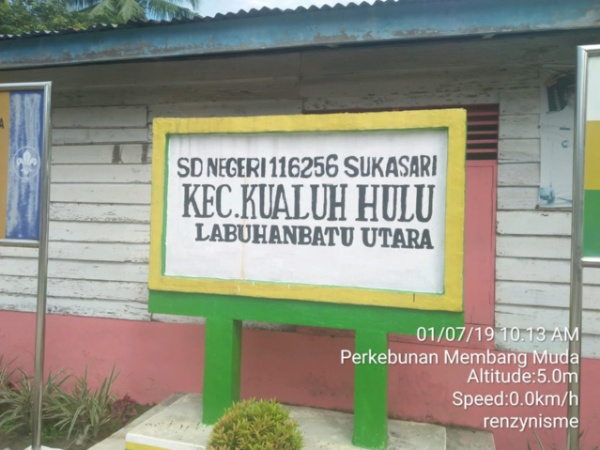 SD NEGERI 116256 SUKASARI
KEC.KUALUH HULU
LABUHANBATU UTARA
01/07/19 10.13 AM
Perkebunan Membang Muda
Altitude:5.0m
Speed:0.0km/h
renzynisme